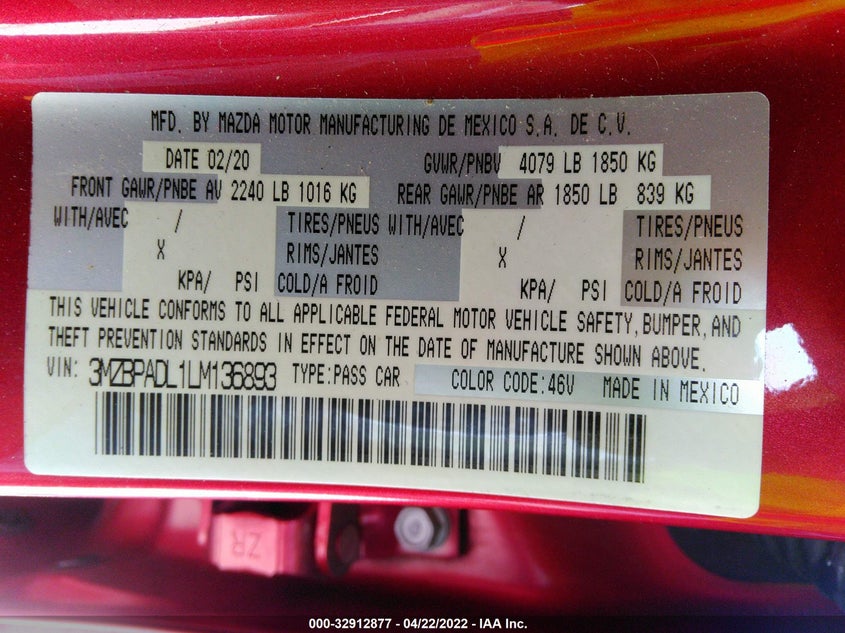 MFD. BY MAZDA MOTOR MANUFACTURING DE MEXICO S.A. DE C.V.
DATE 02/20 GVWR/PNBV 4079 LB 1850 KG
FRONT GAWR/PNBE AV 2240 LB 1016 KG REAR GAWR/PNBE AR 1850 LB 839 KG
WITH/AVEC / TIRES/PNEUS WITH/AVEC / TIRES/PNEUS
X RIMS/JANTES X RIMS/JANTES
KPA/ PSI COLD/A FROID KPA/ PSI COLD/A FROID
THIS VEHICLE CONFORMS TO ALL APPLICABLE FEDERAL MOTOR VEHICLE SAFETY, BUMPER, AND
THEFT PREVENTION STANDARDS IN EFFECT ON THE DATE OF MANUFACTURE SHOWN ABOVE.
VIN: 3MZBPADL1LM136893 TYPE:PASS CAR COLOR CODE:46V MADE IN MEXICO
ZR
000-32912877 - 04/22/2022 - IAA Inc.